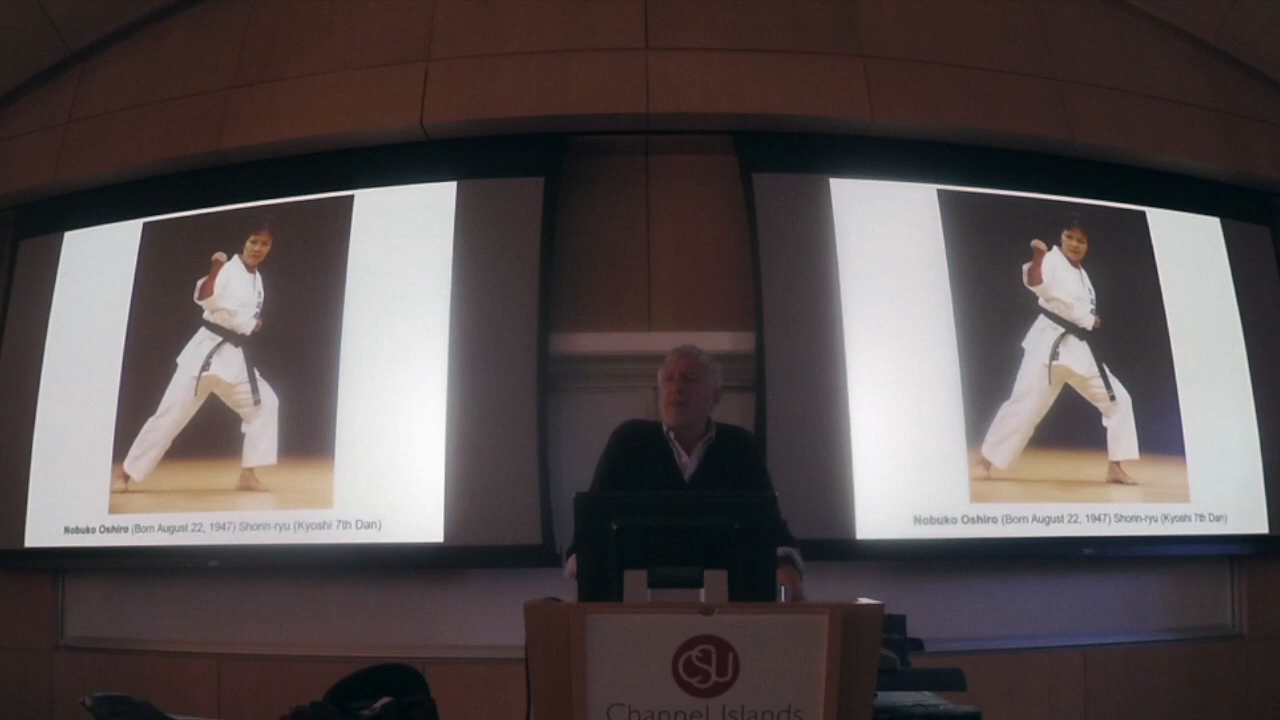 Nobuko Oshiro (Born August 22, 1947) Shorin-ryu (Kyoshi 7th Dan)
Nobuko Oshiro (Born August 22, 1947) Shorin-ryu (Kyoshi 7th Dan)
CSU
Channel Islands